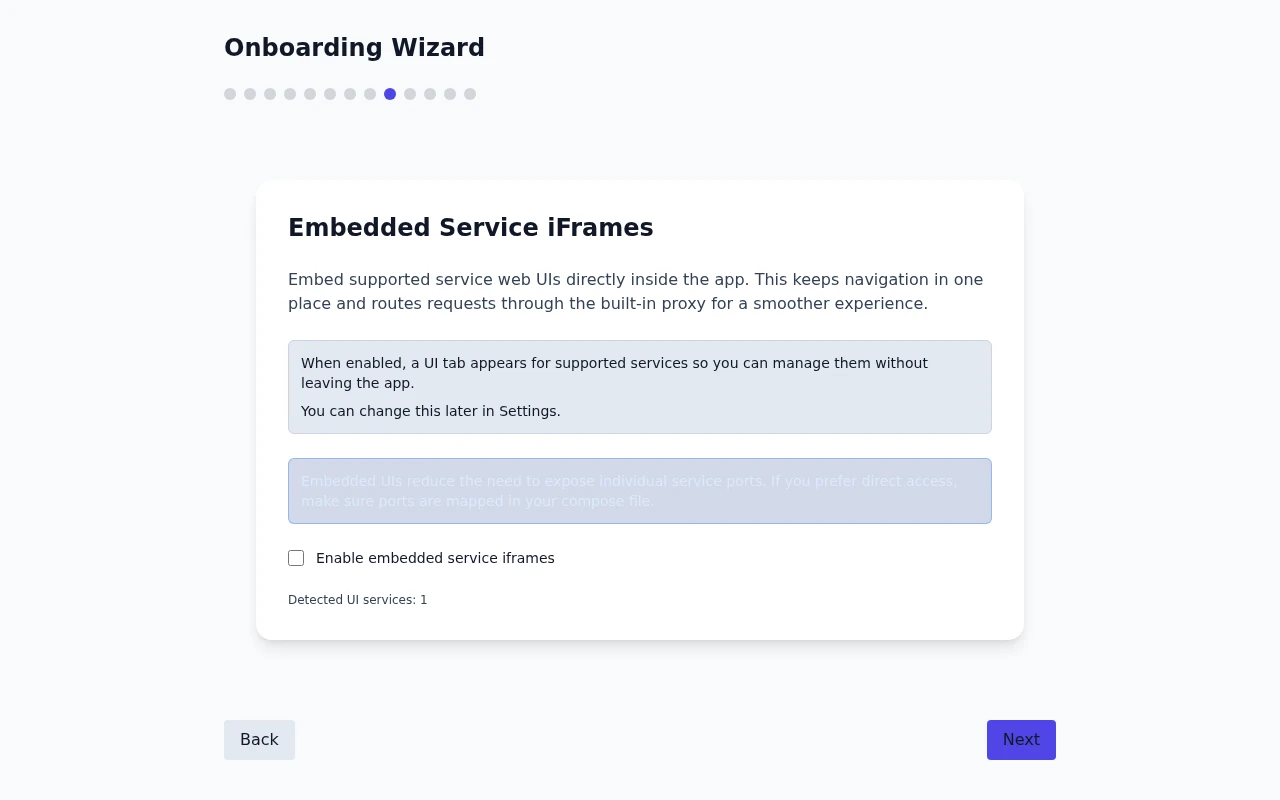 Onboarding Wizard
Embedded Service iFrames
Embed supported service web UIs directly inside the app. This keeps navigation in one
place and routes requests through the built-in proxy for a smoother experience.
When enabled, a UI tab appears for supported services so you can manage them without
leaving the app.
You can change this later in Settings.
Embedded UIs reduce the need to expose individual service ports. If you prefer direct access,
make sure ports are mapped in your compose file.
Enable embedded service iframes
Detected UI services: 1
Back
Next